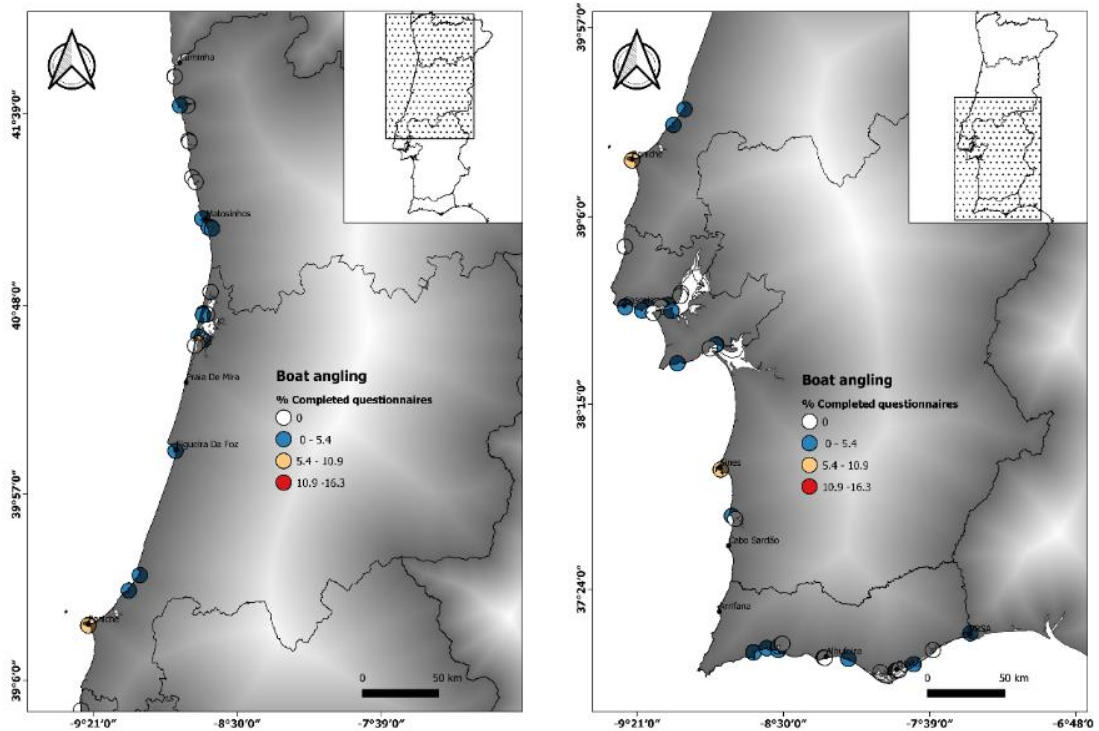 Caminha
41°39'0"
Matosinhos
40°48'0"
Praia De Mira
Boat angling
% Completed questionnaires
0
0 - 5.4
5.4 - 10.9
10.9 -16.3
Figueira Da Foz
39°57'0"
Peniche
39°6'0"
0 50 km
-9°21'0" -8°30'0" -7°39'0"
39°57'0"
Peniche
39°6'0"
38°15'0"
Boat angling
% Completed questionnaires
0
0 - 5.4
5.4 - 10.9
10.9 -16.3
Sines
Cabo Sardão
37°24'0"
Arrifana
VRSA
Albufeira
0 50 km
-9°21'0" -8°30'0" -7°39'0" -6°48'0"